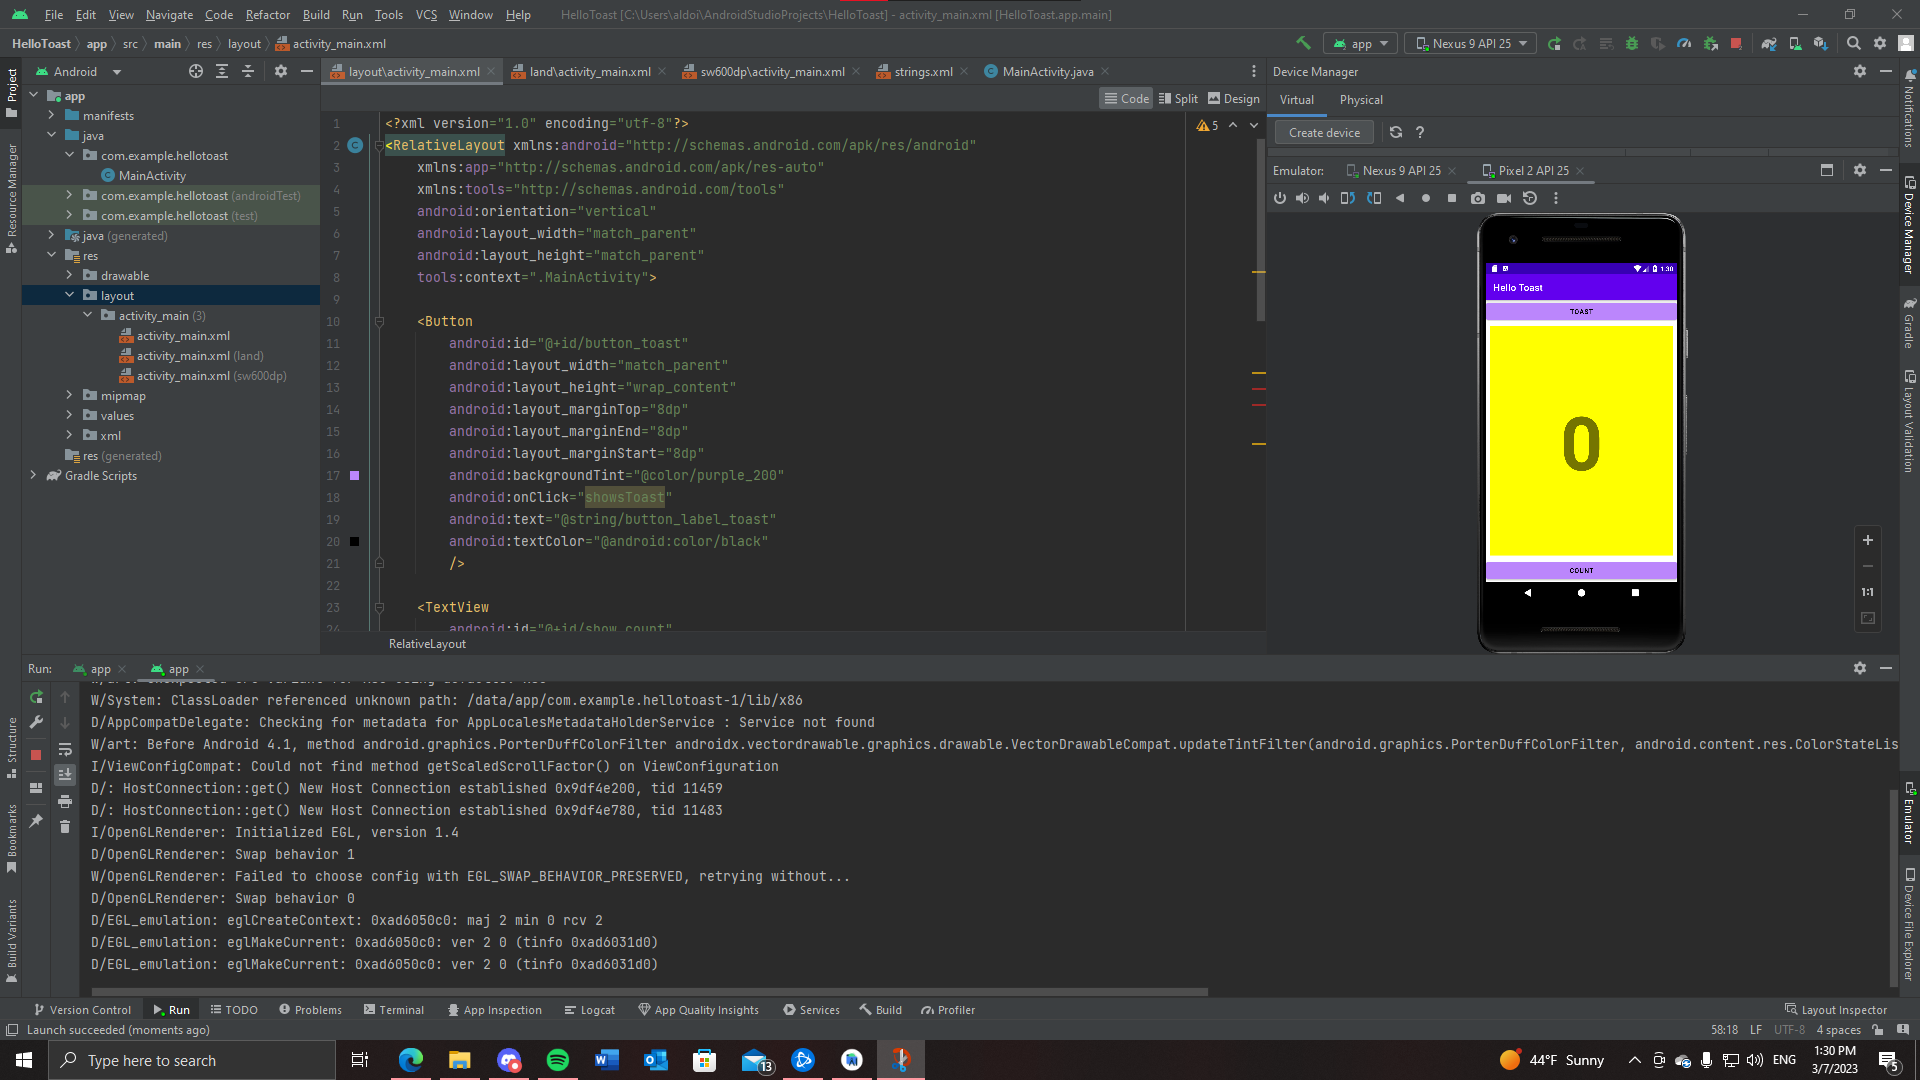 File Edit View Navigate Code Refactor Build Run Tools VCS Window Help HelloToast [C:\Users\aldoi\AndroidStudioProjects\HelloToast] - activity_main.xml [HelloToast.app.main]
HelloToast app src main res layout activity_main.xml app Nexus 9 API 25
Android
layout\activity_main.xml land\activity_main.xml sw600dp\activity_main.xml strings.xml MainActivity.java
Code Split Design
Project
Resource Manager
Structure
Bookmarks
Build Variants
app
manifests
java
com.example.hellotoast
MainActivity
com.example.hellotoast (androidTest)
com.example.hellotoast (test)
java (generated)
res
drawable
layout
activity_main (3)
activity_main.xml
activity_main.xml (land)
activity_main.xml (sw600dp)
mipmap
values
xml
res (generated)
Gradle Scripts
5
1 <?xml version="1.0" encoding="utf-8"?>
2 <RelativeLayout xmlns:android="http://schemas.android.com/apk/res/android"
3 xmlns:app="http://schemas.android.com/apk/res-auto"
4 xmlns:tools="http://schemas.android.com/tools"
5 android:orientation="vertical"
6 android:layout_width="match_parent"
7 android:layout_height="match_parent"
8 tools:context=".MainActivity">
9
10 <Button
11 android:id="@+id/button_toast"
12 android:layout_width="match_parent"
13 android:layout_height="wrap_content"
14 android:layout_marginTop="8dp"
15 android:layout_marginEnd="8dp"
16 android:layout_marginStart="8dp"
17 android:backgroundTint="@color/purple_200"
18 android:onClick="showsToast"
19 android:text="@string/button_label_toast"
20 android:textColor="@android:color/black"
21 />
22
23 <TextView
24 android:id="@+id/show_count"
RelativeLayout
Device Manager
Virtual Physical
Create device ?
Emulator: Nexus 9 API 25 Pixel 2 API 25
1:30
Hello Toast
TOAST
0
COUNT
1:1
Notifications
Device Manager
Gradle
Layout Validation
Emulator
Device File Explorer
Run: app app
W/System: ClassLoader referenced unknown path: /data/app/com.example.hellotoast-1/lib/x86
D/AppCompatDelegate: Checking for metadata for AppLocalesMetadataHolderService : Service not found
W/art: Before Android 4.1, method android.graphics.PorterDuffColorFilter androidx.vectordrawable.graphics.drawable.VectorDrawableCompat.updateTintFilter(android.graphics.PorterDuffColorFilter, android.content.res.ColorStateLis
I/ViewConfigCompat: Could not find method getScaledScrollFactor() on ViewConfiguration
D/: HostConnection::get() New Host Connection established 0x9df4e200, tid 11459
D/: HostConnection::get() New Host Connection established 0x9df4e780, tid 11483
I/OpenGLRenderer: Initialized EGL, version 1.4
D/OpenGLRenderer: Swap behavior 1
W/OpenGLRenderer: Failed to choose config with EGL_SWAP_BEHAVIOR_PRESERVED, retrying without...
D/OpenGLRenderer: Swap behavior 0
D/EGL_emulation: eglCreateContext: 0xad6050c0: maj 2 min 0 rcv 2
D/EGL_emulation: eglMakeCurrent: 0xad6050c0: ver 2 0 (tinfo 0xad6031d0)
D/EGL_emulation: eglMakeCurrent: 0xad6050c0: ver 2 0 (tinfo 0xad6031d0)
Version Control Run TODO Problems Terminal App Inspection Logcat App Quality Insights Services Build Profiler Layout Inspector
Launch succeeded (moments ago) 58:18 LF UTF-8 4 spaces
Type here to search 13 44°F Sunny ENG 1:30 PM 5
3/7/2023